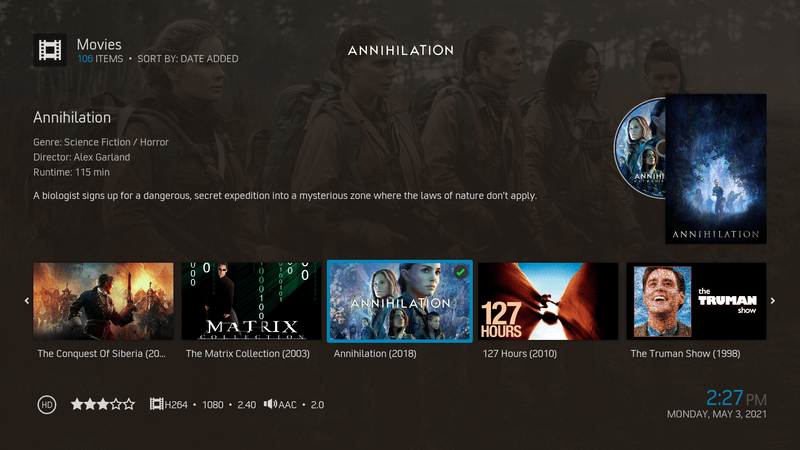 Movies
106 ITEMS • SORT BY: DATE ADDED
ANNIHILATION
Annihilation
Genre: Science Fiction / Horror
Director: Alex Garland
Runtime: 115 min
A biologist signs up for a dangerous, secret expedition into a mysterious zone where the laws of nature don't apply.
ANNIHILATION
MATRIX
COLLECTION
ANNIHILATION
127
HOURS
the
TRUMAN
show
The Conquest Of Siberia (20...
The Matrix Collection (2003)
Annihilation (2018)
127 Hours (2010)
The Truman Show (1998)
HD
H264 • 1080 • 2.40
AAC • 2.0
2:27 PM
MONDAY, MAY 3, 2021